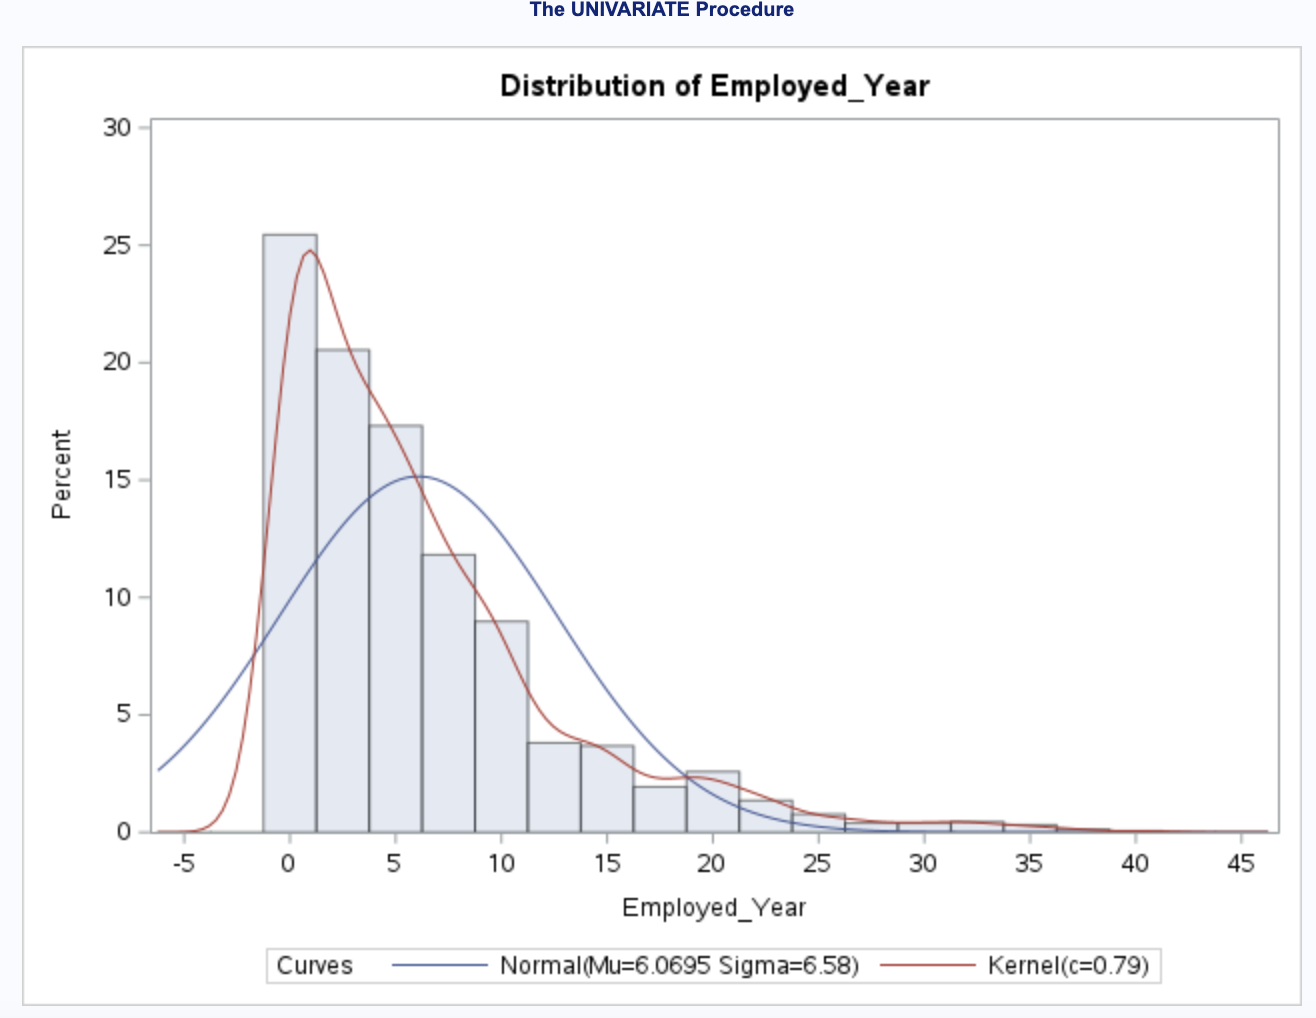 The UNIVARIATE Procedure
Distribution of Employed_Year
30
25
20
15
10
5
0
Percent
-5 0 5 10 15 20 25 30 35 40 45
Employed_Year
Curves Normal(Mu=6.0695 Sigma=6.58) Kernel(c=0.79)